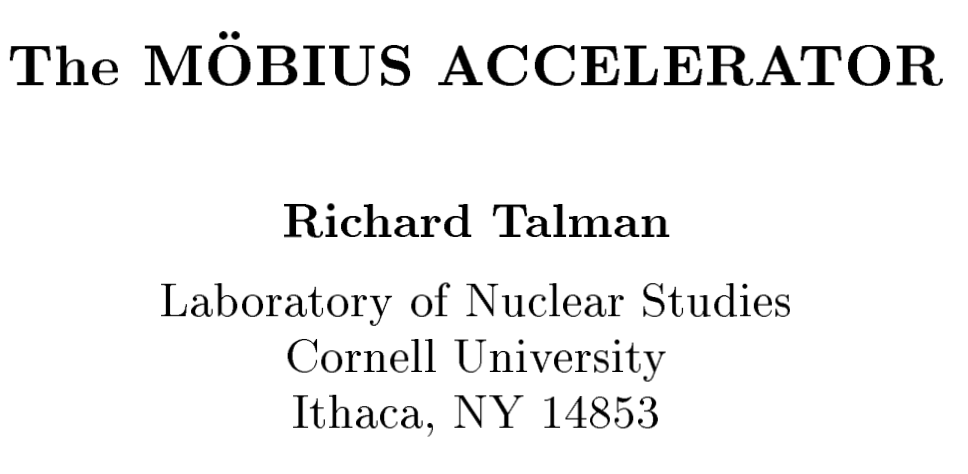 The MÖBIUS ACCELERATOR
Richard Talman
Laboratory of Nuclear Studies
Cornell University
Ithaca, NY 14853